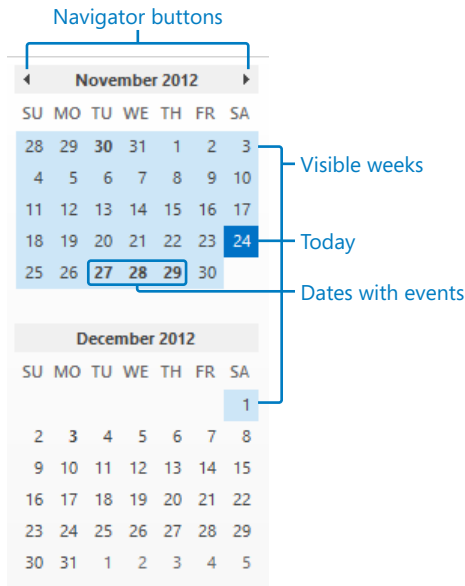 Navigator buttons
November 2012
SU MO TU WE TH FR SA
28 29 30 31 1 2 3
Visible weeks
4 5 6 7 8 9 10
11 12 13 14 15 16 17
18 19 20 21 22 23 24
Today
25 26 27 28 29 30
Dates with events
December 2012
SU MO TU WE TH FR SA
1
2 3 4 5 6 7 8
9 10 11 12 13 14 15
16 17 18 19 20 21 22
23 24 25 26 27 28 29
30 31 1 2 3 4 5